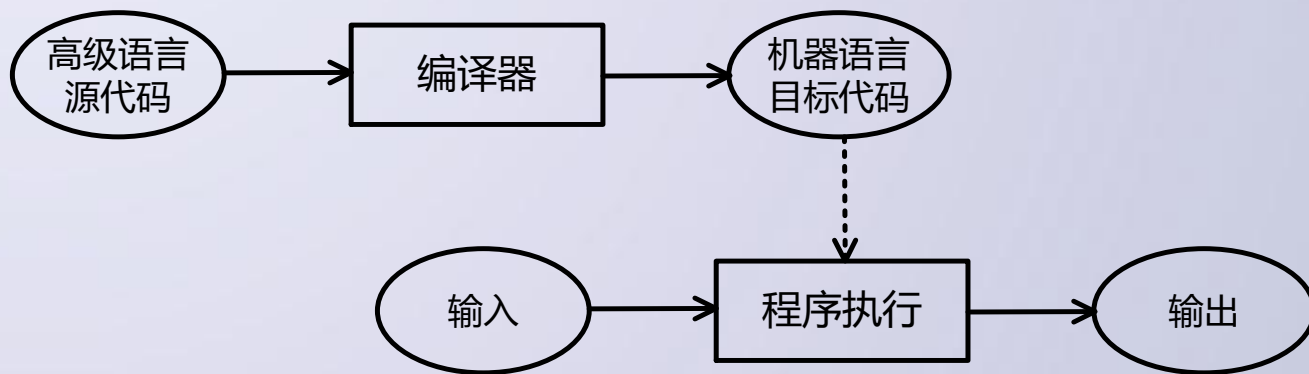 高级语言
源代码
编译器
机器语言
目标代码
输入
程序执行
输出